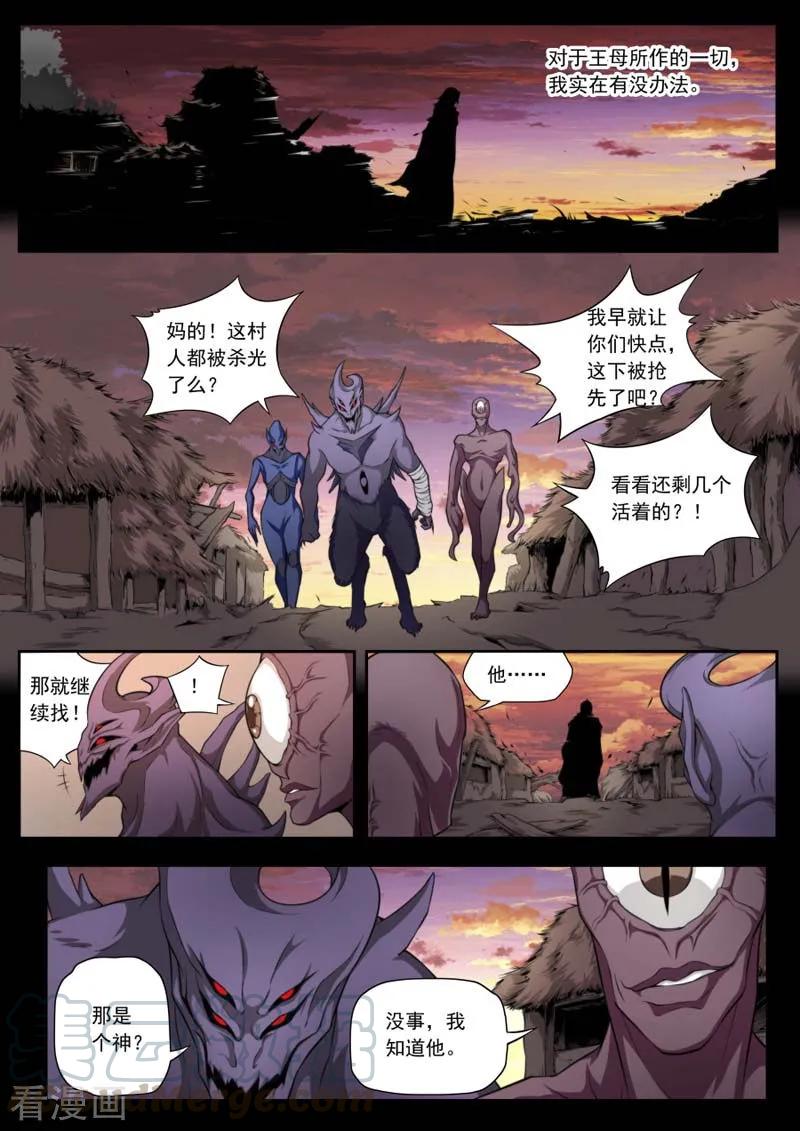 对于王母所作的一切，
我实在有没办法。
妈的！这村
人都被杀光
了么？
我早就让
你们快点，
这下被抢
先了吧？
看看还剩几个
活着的？！
那就继
续找！
！
他……
那是
个神？
没事，我
知道他。
看漫画